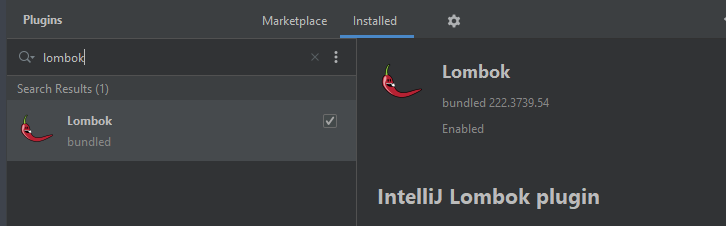 Plugins
Marketplace
Installed
lombok
Search Results (1)
Lombok
bundled
Lombok
bundled 222.3739.54
Enabled
IntelliJ Lombok plugin